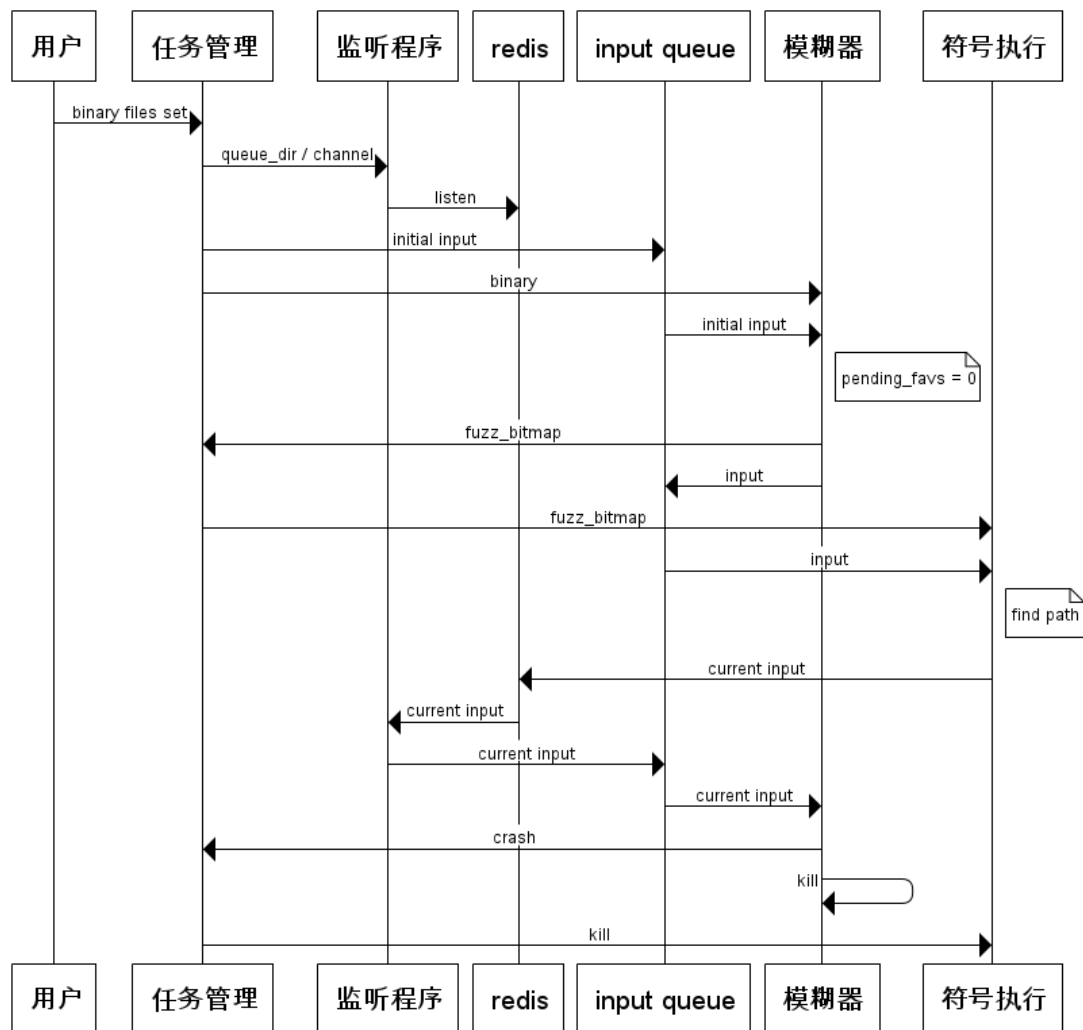 用户
任务管理
监听程序
redis
input queue
模糊器
符号执行
binary files set
queue_dir / channel
listen
initial input
binary
initial input
pending_favs = 0
fuzz_bitmap
input
fuzz_bitmap
input
find path
current input
current input
current input
current input
crash
kill
kill
用户
任务管理
监听程序
redis
input queue
模糊器
符号执行